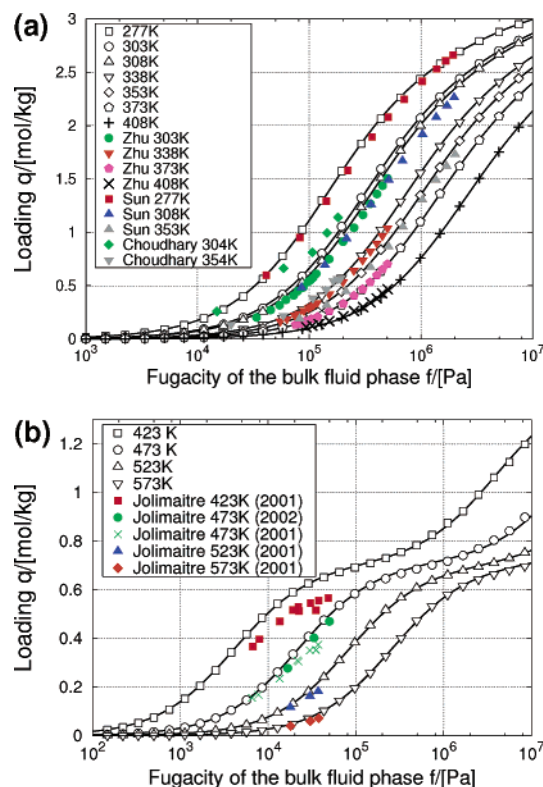 (a)
277K
303K
308K
338K
353K
373K
408K
Zhu 303K
Zhu 338K
Zhu 373K
Zhu 408K
Sun 277K
Sun 308K
Sun 353K
Choudhary 304K
Choudhary 354K
Loading q/[mol/kg]
3
2.5
2
1.5
1
0.5
0
10³ 10⁴ 10⁵ 10⁶ 10⁷
Fugacity of the bulk fluid phase f/[Pa]
(b)
423 K
473 K
523K
573K
Jolimaitre 423K (2001)
Jolimaitre 473K (2002)
Jolimaitre 473K (2001)
Jolimaitre 523K (2001)
Jolimaitre 573K (2001)
Loading q/[mol/kg]
1.2
1
0.8
0.6
0.4
0.2
0
10² 10³ 10⁴ 10⁵ 10⁶ 10⁷
Fugacity of the bulk fluid phase f/[Pa]